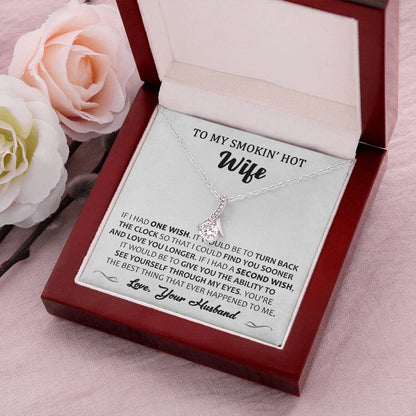 TO MY SMOKIN' HOT
Wife
IF I HAD ONE WISH, IT WOULD BE TO TURN BACK
THE CLOCK SO THAT I COULD FIND YOU SOONER
AND LOVE YOU LONGER. IF I HAD A SECOND WISH,
IT WOULD BE TO GIVE YOU THE ABILITY TO
SEE YOURSELF THROUGH MY EYES. YOU'RE
THE BEST THING THAT EVER HAPPENED TO ME.
Love, Your Husband